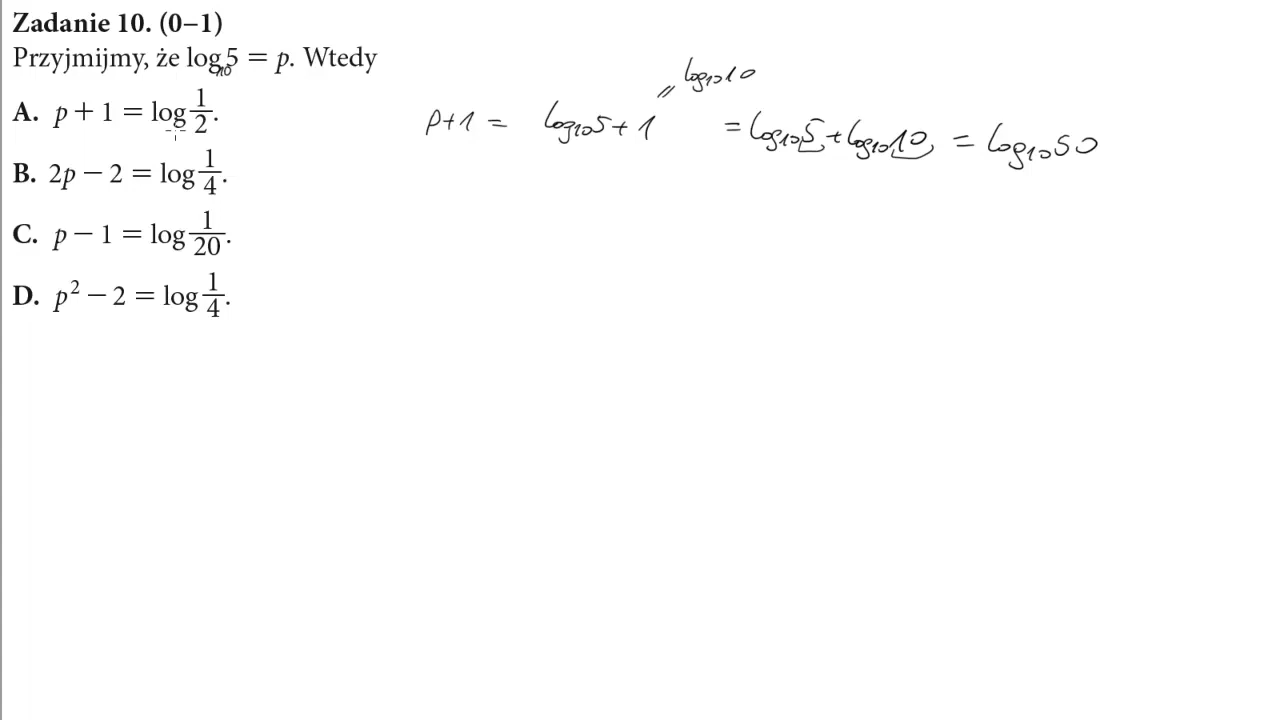 Zadanie 10. (0–1)
Przyjmijmy, że log₁₀5 = p. Wtedy
A. p + 1 = log 1/2.
B. 2p − 2 = log 1/4.
C. p − 1 = log 1/20.
D. p² − 2 = log 1/4.
log₁₀10
p+1 = log₁₀5 + 1 = log₁₀5 + log₁₀10 = log₁₀50